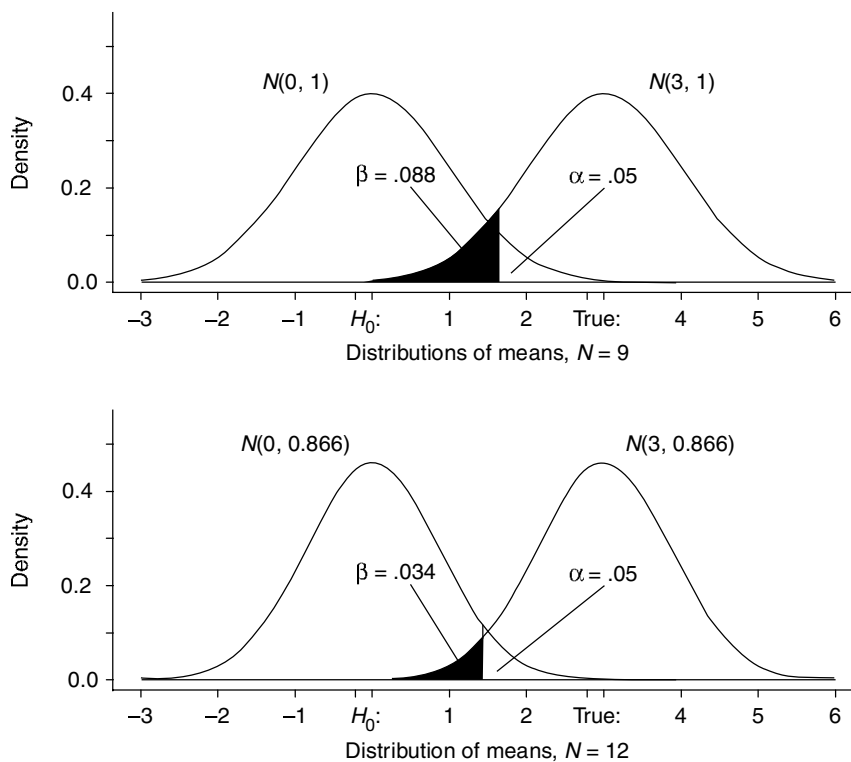 N(0, 1) N(3, 1)
0.4
Density
β = .088 α = .05
0.2
0.0
–3 –2 –1 H0: 1 2 True: 4 5 6
Distributions of means, N = 9
N(0, 0.866) N(3, 0.866)
0.4
Density
β = .034 α = .05
0.2
0.0
–3 –2 –1 H0: 1 2 True: 4 5 6
Distribution of means, N = 12